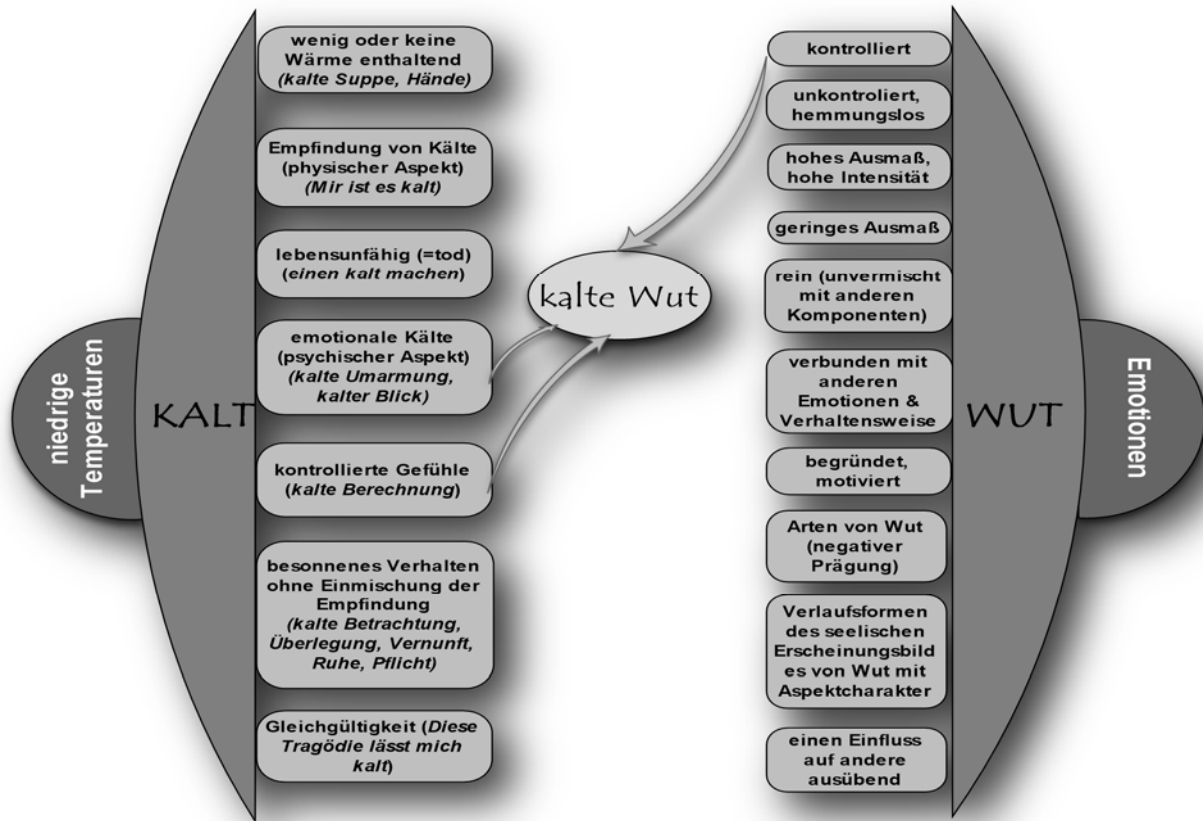 niedrige
Temperaturen
KALT
wenig oder keine
Wärme enthaltend
(kalte Suppe, Hände)
Empfindung von Kälte
(physischer Aspekt)
(Mir ist es kalt)
lebensunfähig (=tod)
(einen kalt machen)
emotionale Kälte
(psychischer Aspekt)
(kalte Umarmung,
kalter Blick)
kontrollierte Gefühle
(kalte Berechnung)
besonnenes Verhalten
ohne Einmischung der
Empfindung
(kalte Betrachtung,
Überlegung, Vernunft,
Ruhe, Pflicht)
Gleichgültigkeit (Diese
Tragödie lässt mich
kalt)
kalte Wut
kontrolliert
unkontroliert,
hemmungslos
hohes Ausmaß,
hohe Intensität
geringes Ausmaß
rein (unvermischt
mit anderen
Komponenten)
verbunden mit
anderen
Emotionen &
Verhaltensweise
begründet,
motiviert
Arten von Wut
(negativer
Prägung)
Verlaufsformen
des seelischen
Erscheinungsbild
es von Wut mit
Aspektcharakter
einen Einfluss
auf andere
ausübend
WUT
Emotionen